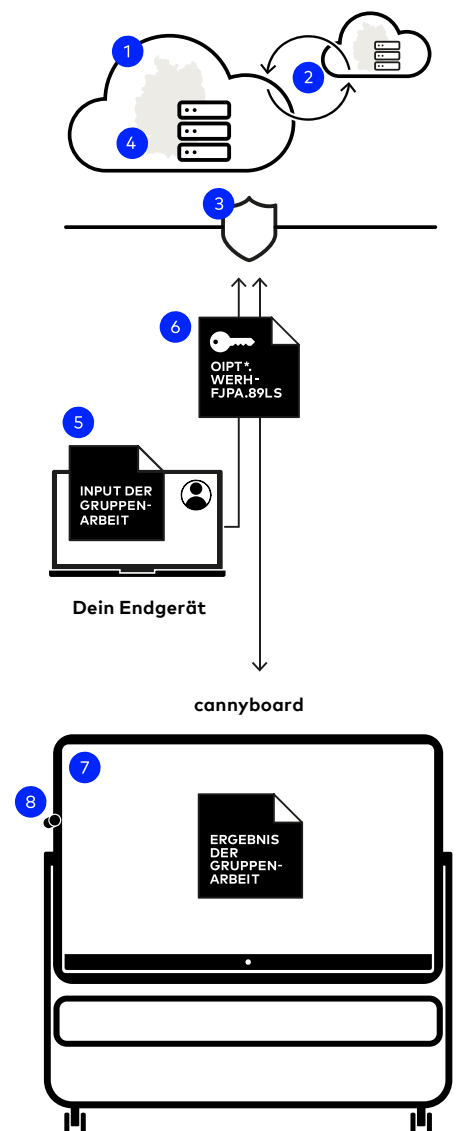 1
2
4
3
6
OIPT*.
WERH-
FJPA.89LS
5
INPUT DER
GRUPPEN-
ARBEIT
Dein Endgerät
cannyboard
7
8
ERGEBNIS
DER
GRUPPEN-
ARBEIT